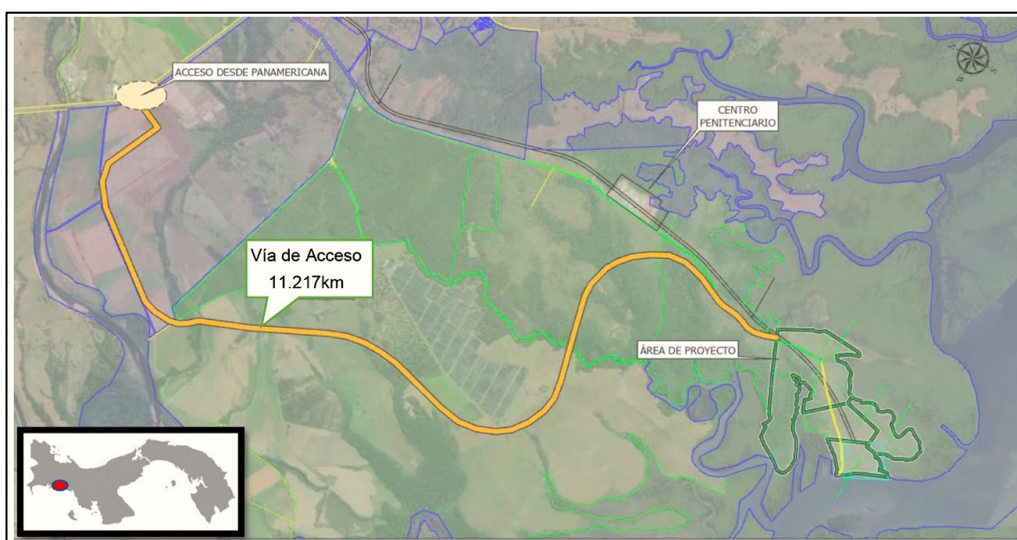 ACCESO DESDE PANAMERICANA
CENTRO
PENITENCIARIO
Vía de Acceso
11.217km
ÁREA DE PROYECTO